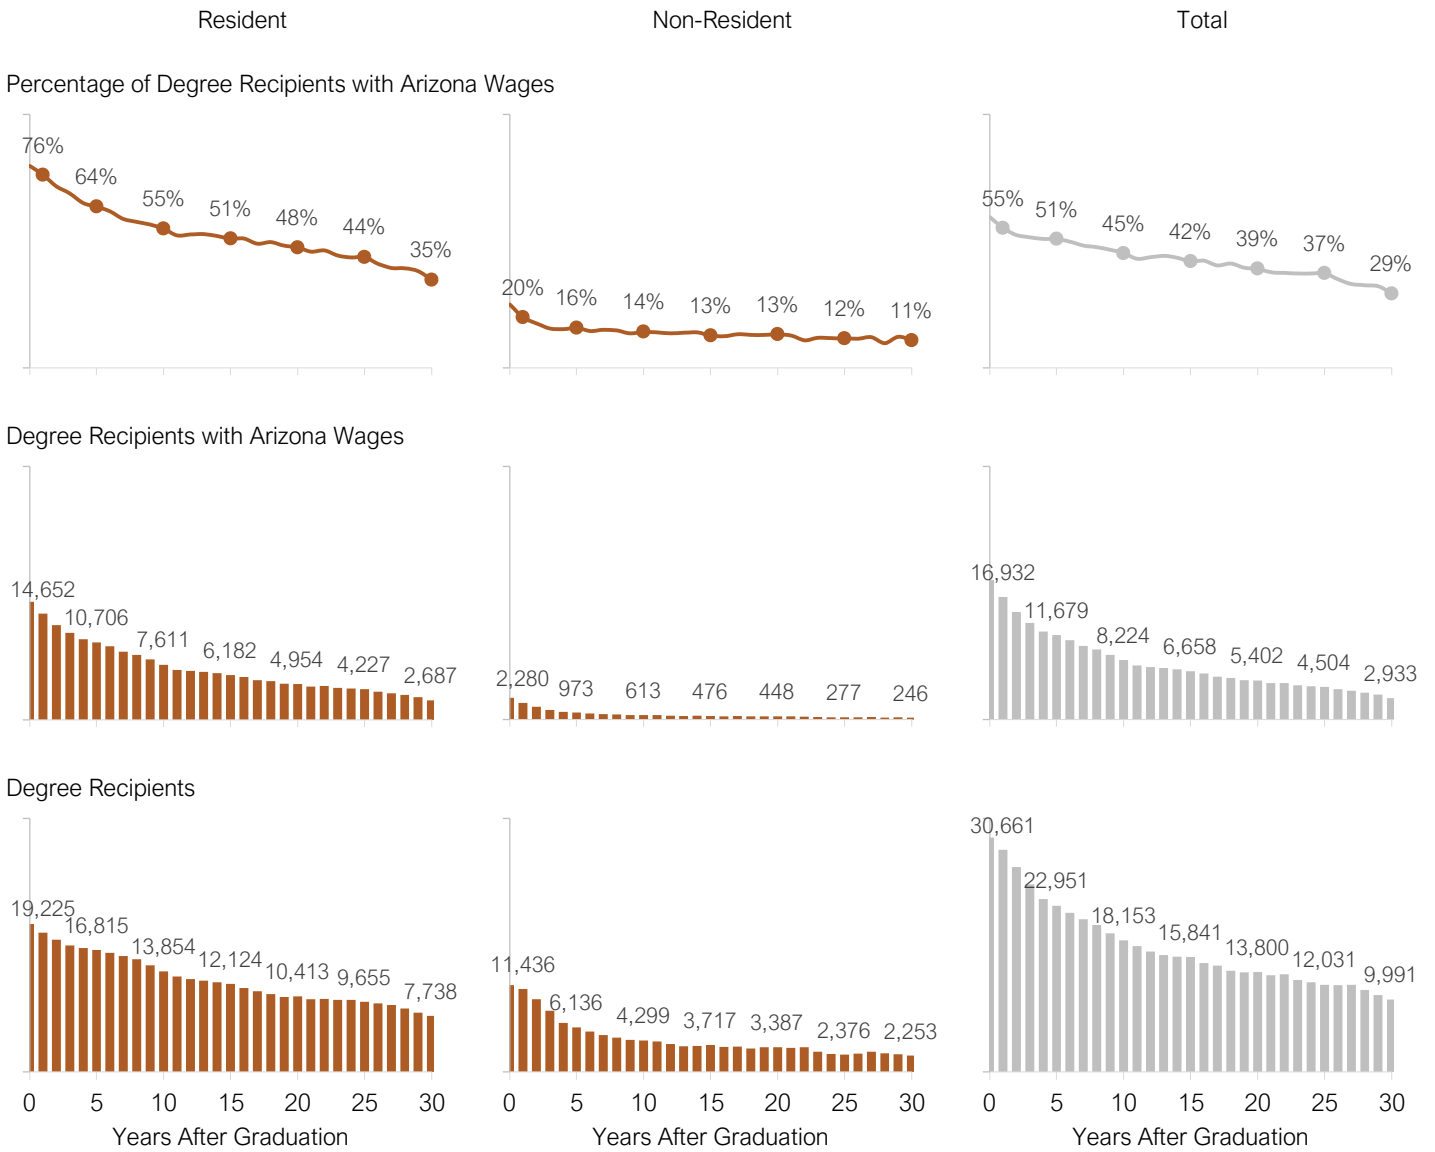 Resident Non-Resident Total
Percentage of Degree Recipients with Arizona Wages
76% 64% 55% 51% 48% 44% 35%
20% 16% 14% 13% 13% 12% 11%
55% 51% 45% 42% 39% 37% 29%
Degree Recipients with Arizona Wages
14,652 10,706 7,611 6,182 4,954 4,227 2,687
2,280 973 613 476 448 277 246
16,932 11,679 8,224 6,658 5,402 4,504 2,933
Degree Recipients
19,225 16,815 13,854 12,124 10,413 9,655 7,738
11,436 6,136 4,299 3,717 3,387 2,376 2,253
30,661 22,951 18,153 15,841 13,800 12,031 9,991
0 5 10 15 20 25 30
0 5 10 15 20 25 30
0 5 10 15 20 25 30
Years After Graduation Years After Graduation Years After Graduation